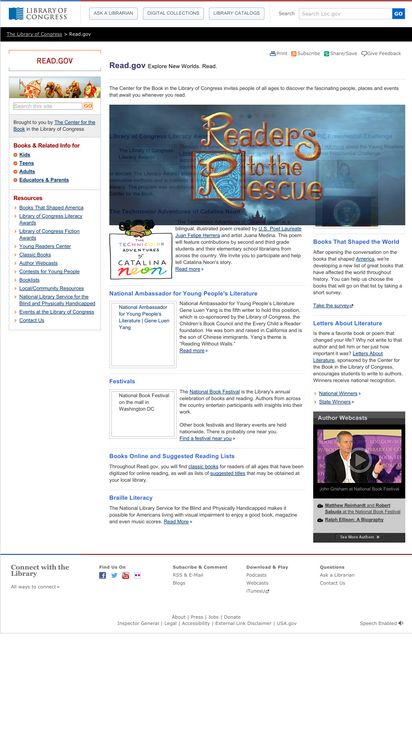 LIBRARY OF CONGRESS
ASK A LIBRARIAN
DIGITAL COLLECTIONS
LIBRARY CATALOGS
Search
Search Loc.gov
GO
The Library of Congress > Read.gov
Print Subscribe Share/Save Give Feedback
READ.GOV
Search this site
GO
Brought to you by The Center for the
Book in the Library of Congress
Books & Related Info for
Kids
Teens
Adults
Educators & Parents
Resources
Books That Shaped America
Library of Congress Literacy
Awards
Library of Congress Fiction
Awards
Young Readers Center
Classic Books
Author Webcasts
Contests for Young People
Booklists
Local/Community Resources
National Library Service for the
Blind and Physically Handicapped
Events at the Library of Congress
Contact Us
Read.gov Explore New Worlds. Read.
The Center for the Book in the Library of Congress invites people of all ages to discover the fascinating people, places and events
that await you whenever you read.
Readers
to the
Rescue
THE
TECHNICOLOR
ADVENTURES
OF
CATALINA
neon
bilingual, illustrated poem created by U.S. Poet Laureate
Juan Felipe Herrera and artist Juana Medina. This poem
will feature contributions by second and third grade
students and their elementary school librarians from
across the country. We invite you to participate and help
tell Catalina Neon's story.
Read more
National Ambassador for Young People's Literature
National Ambassador
for Young People's
Literature | Gene Luen
Yang
National Ambassador for Young People's Literature
Gene Luen Yang is the fifth writer to hold this position,
which is co-sponsored by the Library of Congress, the
Children's Book Council and the Every Child a Reader
foundation. He was born and raised in California and is
the son of Chinese immigrants. Yang's theme is
"Reading Without Walls."
Read more
Festivals
National Book Festival
on the mall in
Washington DC
The National Book Festival is the Library's annual
celebration of books and reading. Authors from across
the country entertain participants with insights into their
work.
Other book festivals and literary events are held
nationwide. There is probably one near you.
Find a festival near you
Books Online and Suggested Reading Lists
Throughout Read.gov, you will find classic books for readers of all ages that have been
digitized for online reading, as well as lists of suggested titles that may be obtained at
your local library.
Braille Literacy
The National Library Service for the Blind and Physically Handicapped makes it
possible for Americans with visual impairment to enjoy a good book, magazine
and even music scores. Read More
Books That Shaped the World
After opening the conversation on the
books that shaped America, we're
developing a new list of great books that
have affected the world throughout
history. You can help us choose the
books that will go on that list by taking a
short survey.
Take the survey
Letters About Literature
Is there a favorite book or poem that
changed your life? Why not write to that
author and tell him or her just how
important it was? Letters About
Literature, sponsored by the Center for
the Book in the Library of Congress,
encourages students to write to authors.
Winners receive national recognition.
National Winners
State Winners
Author Webcasts
John Grisham at National Book Festival
Matthew Reinhardt and Robert
Sabuda at the National Book Festival
Ralph Ellison: A Biography
See More Authors
Connect with the
Library
All ways to connect
Find Us On
Subscribe & Comment
RSS & E-Mail
Blogs
Download & Play
Podcasts
Webcasts
iTunesU
Questions
Ask a Librarian
Contact Us
About | Press | Jobs | Donate
Inspector General | Legal | Accessibility | External Link Disclaimer | USA.gov
Speech Enabled